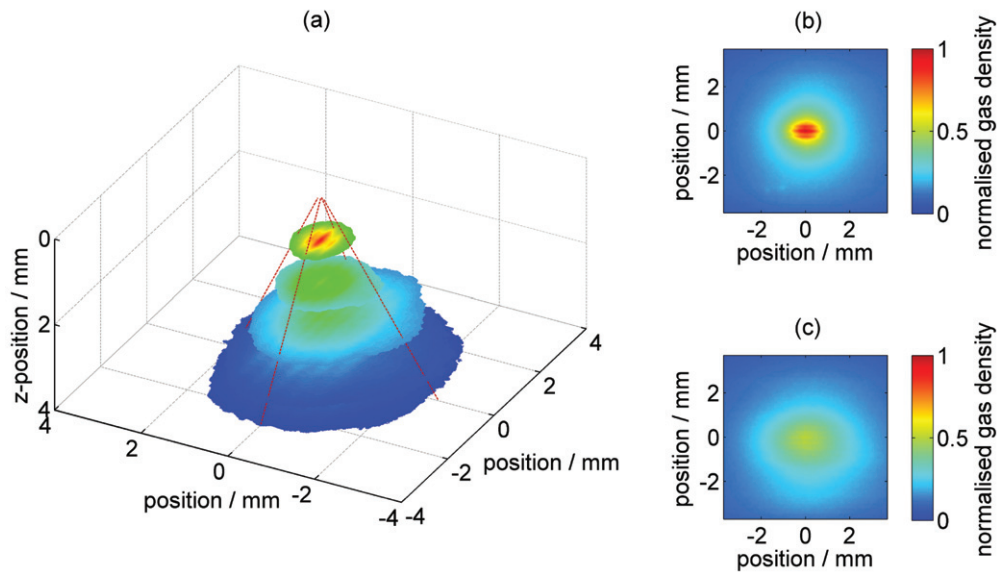 (a)
z-position / mm
0
2
4
4
2
0
-2
-4
position / mm
-4
-2
0
2
4
position / mm
(b)
position / mm
2
0
-2
-2 0 2
position / mm
1
0.5
0
normalised gas density
(c)
position / mm
2
0
-2
-2 0 2
position / mm
1
0.5
0
normalised gas density